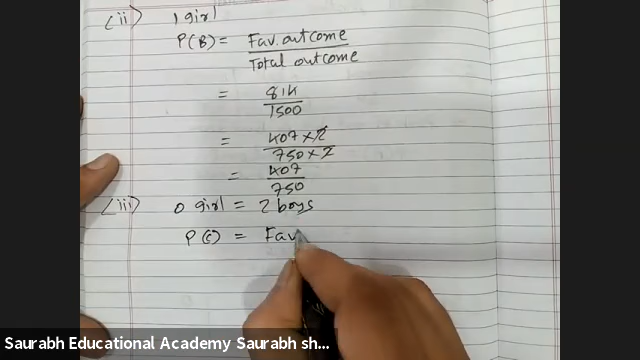 (ii) 1 girl
P(B) = Fav. outcome / Total outcome
= 814 / 1500
= 407 × 2 / 750 × 2
= 407 / 750
(iii) 0 girl = 2 boys
P(C) = Fav
Saurabh Educational Academy Saurabh sh...